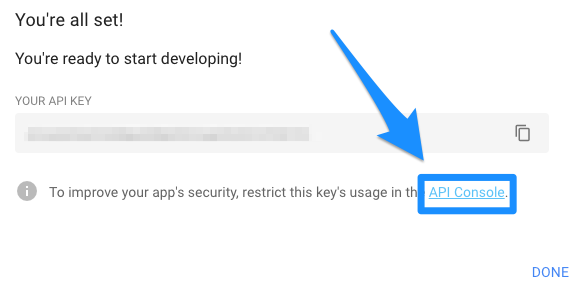 You're all set!
You're ready to start developing!
YOUR API KEY
To improve your app's security, restrict this key's usage in the API Console.
DONE